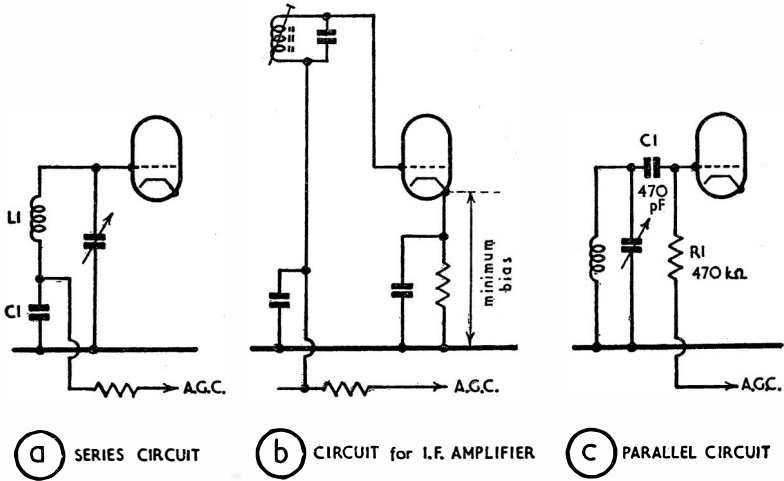 L1
C1
A.G.C.
a SERIES CIRCUIT
minimum
bias
A.G.C.
b CIRCUIT for I.F. AMPLIFIER
C1
470
pF
R1
470 kΩ
A.G.C.
c PARALLEL CIRCUIT